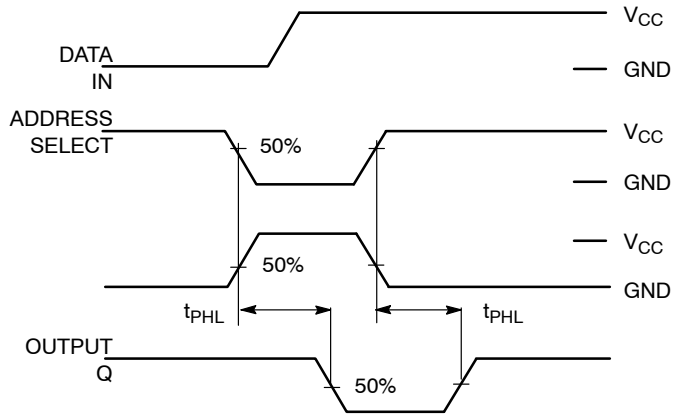 DATA
IN
VCC
GND
ADDRESS
SELECT
50%
VCC
GND
50%
VCC
GND
tPHL
tPHL
OUTPUT
Q
50%